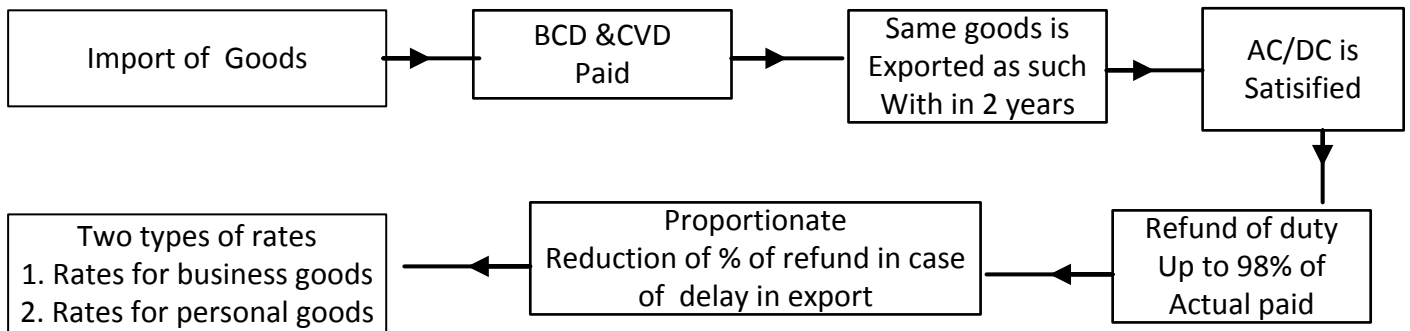 Import of Goods
BCD &CVD
Paid
Same goods is
Exported as such
With in 2 years
AC/DC is
Satisified
Refund of duty
Up to 98% of
Actual paid
Proportionate
Reduction of % of refund in case
of delay in export
Two types of rates
1. Rates for business goods
2. Rates for personal goods